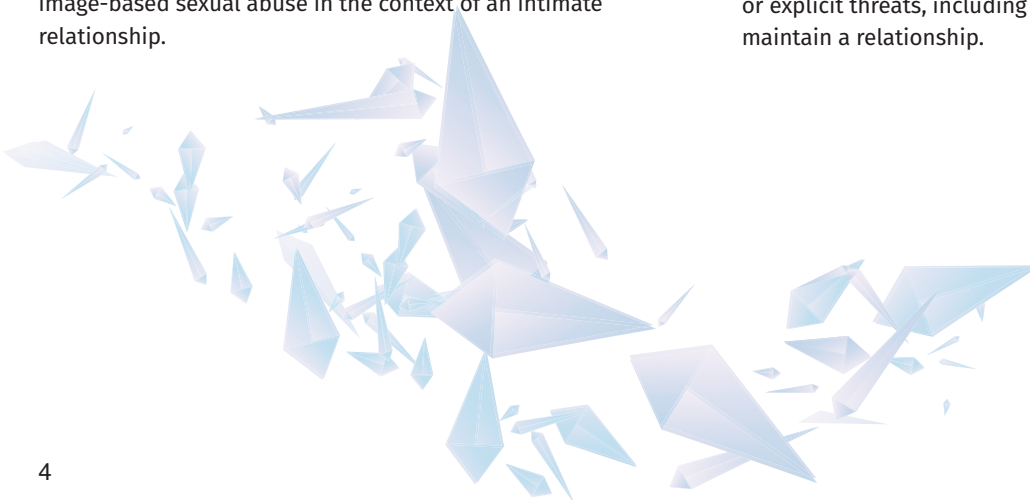 image-based sexual abuse in the context of an intimate
relationship.
or explicit threats, including
maintain a relationship.
4